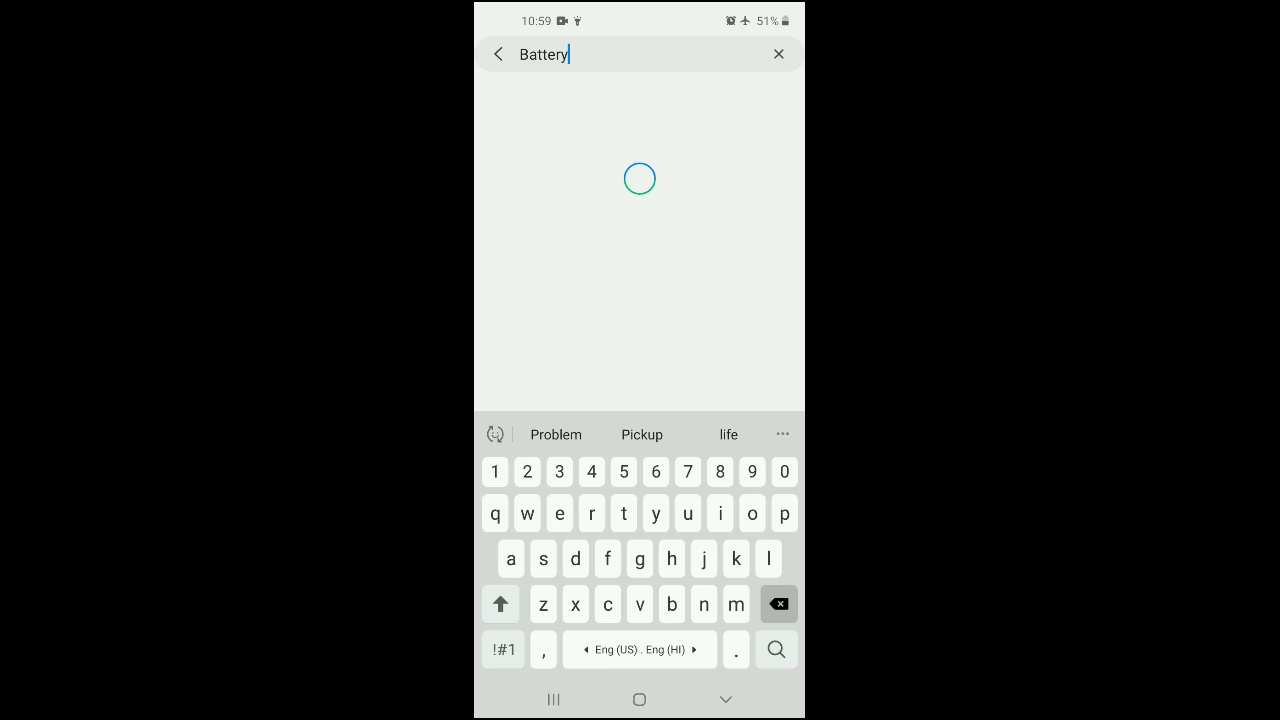 10:59 51%
Battery
Problem Pickup life
1 2 3 4 5 6 7 8 9 0
q w e r t y u i o p
a s d f g h j k l
z x c v b n m
!#1 , Eng (US) . Eng (HI) .